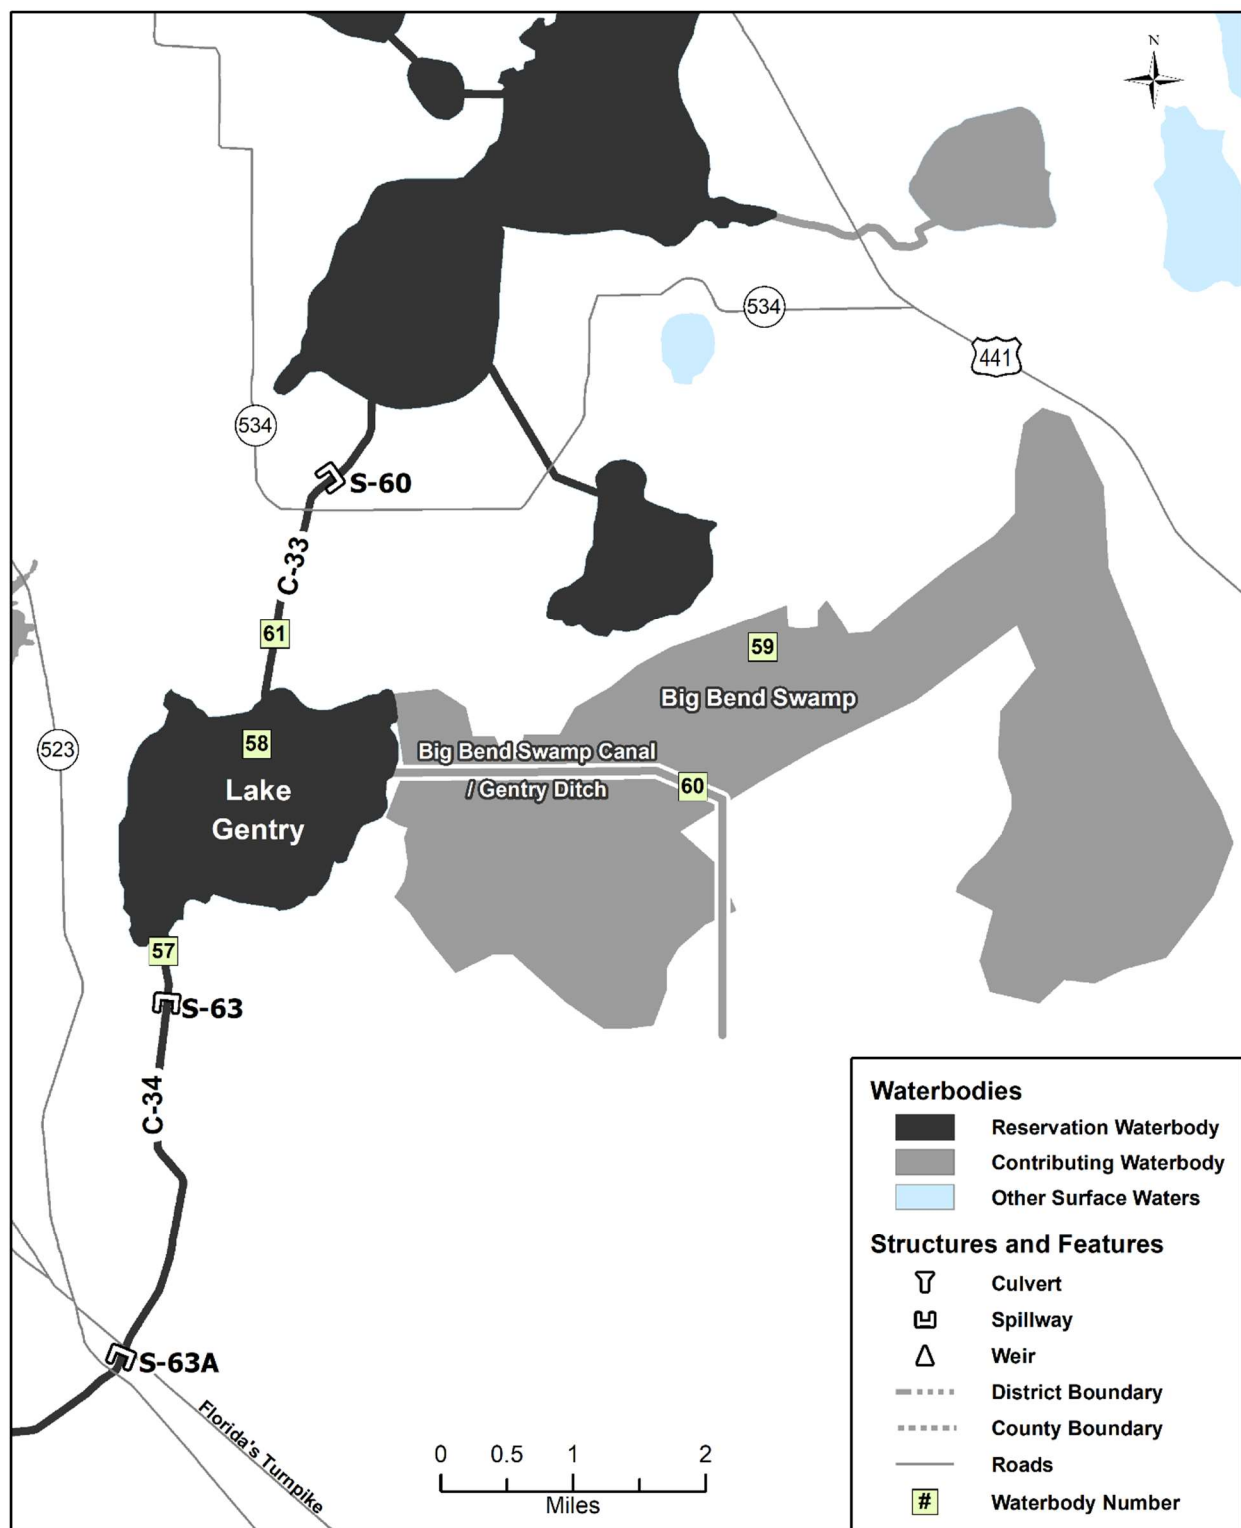 N
534
441
534
S-60
C-33
61
59
Big Bend Swamp
523
58
Big Bend Swamp Canal
/ Gentry Ditch
60
Lake
Gentry
57
S-63
C-34
S-63A
Florida's Turnpike
0 0.5 1 2
Miles
Waterbodies
Reservation Waterbody
Contributing Waterbody
Other Surface Waters
Structures and Features
Culvert
Spillway
Weir
District Boundary
County Boundary
Roads
# Waterbody Number